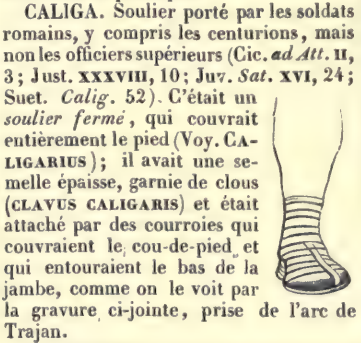 CALIGA. Soulier porté par les soldats
romains, y compris les centurions, mais
non les officiers supérieurs (Cic. ad Att. II,
3; Just. XXXVIII, 10; Juv. Sat. XVI, 24;
Suet. Calig. 52). C'était un
soulier fermé, qui couvrait
entièrement le pied (Voy. CA-
LIGARIUS); il avait une se-
melle épaisse, garnie de clous
(CLAVUS CALIGARIS) et était
attaché par des courroies qui
couvraient le cou-de-pied et
qui entouraient le bas de la
jambe, comme on le voit par
la gravure ci-jointe, prise de l'arc de
Trajan.